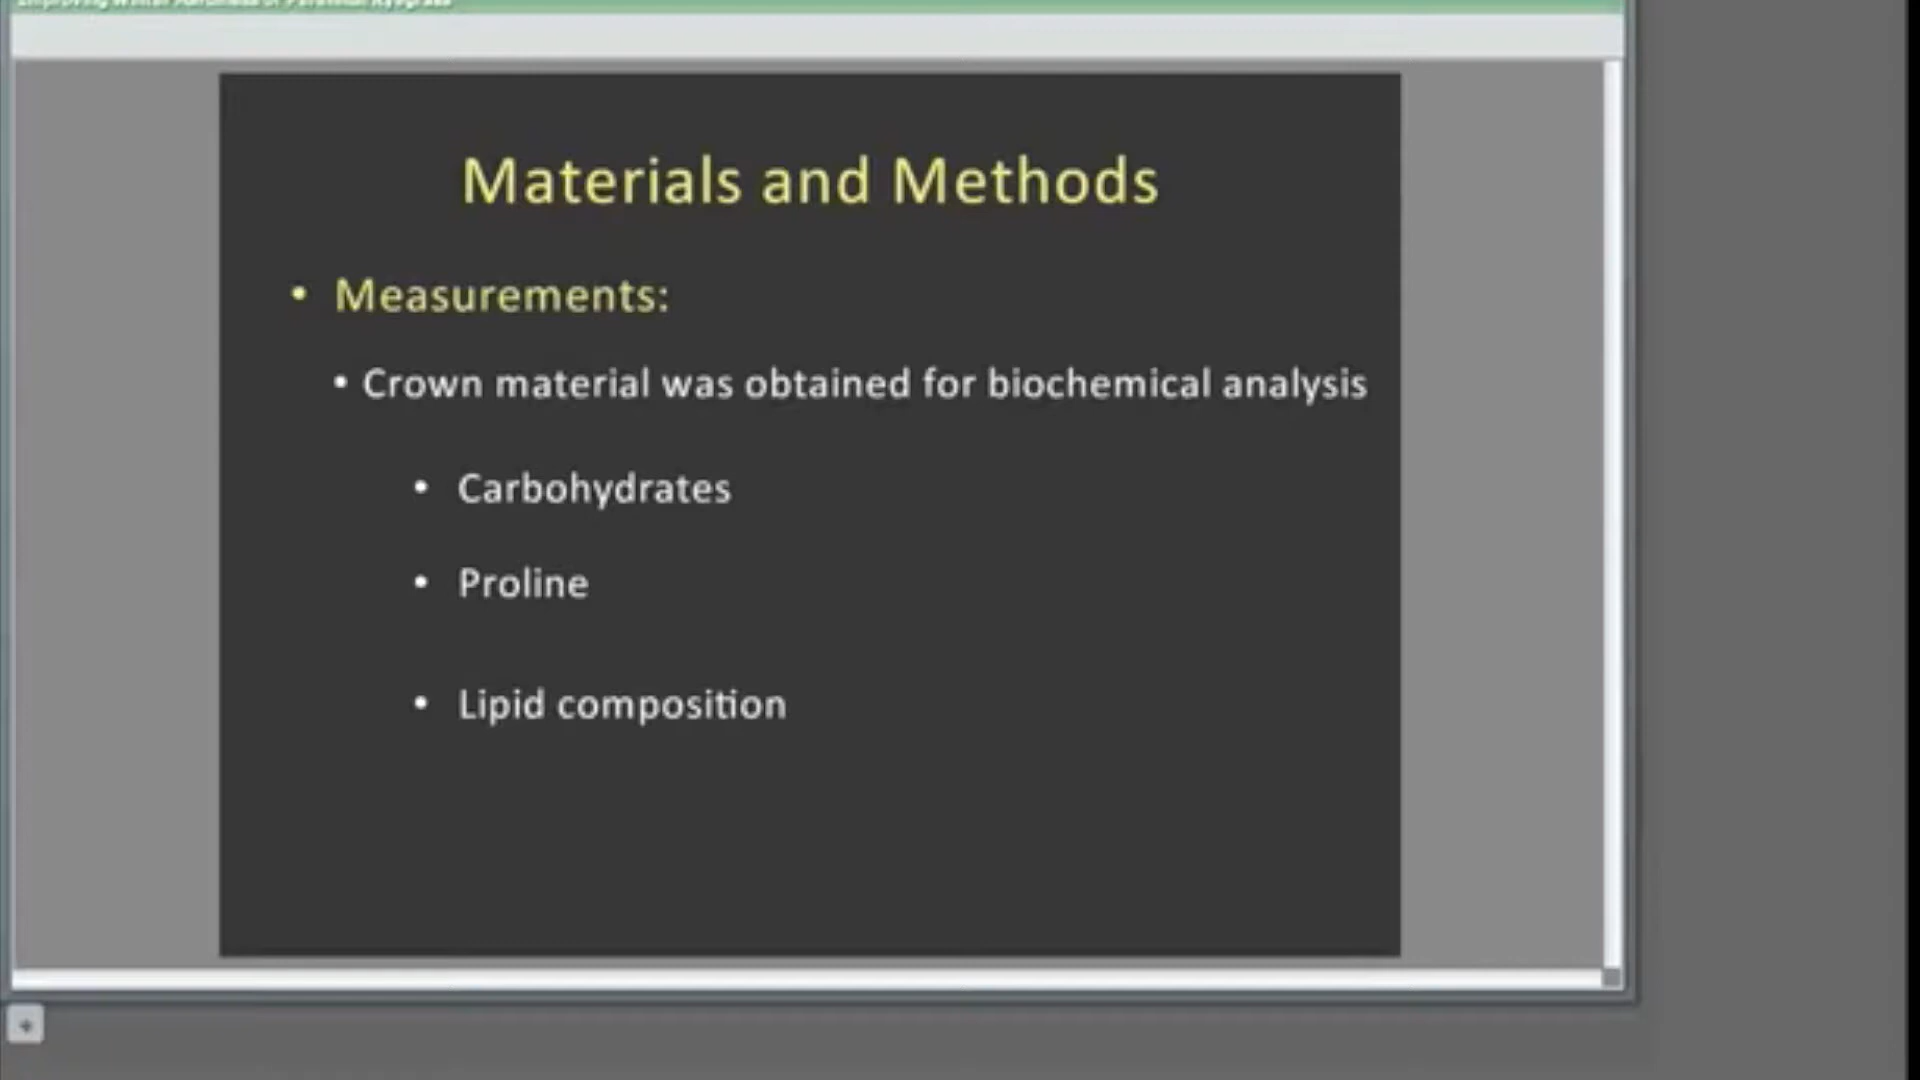 Materials and Methods
• Measurements:
• Crown material was obtained for biochemical analysis
• Carbohydrates
• Proline
• Lipid composition